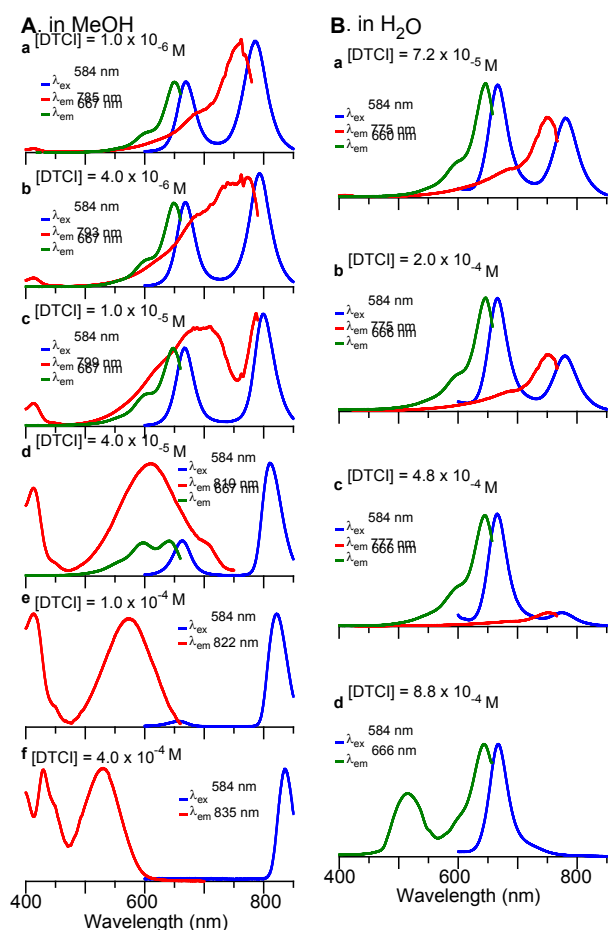 A. in MeOH
a [DTCI] = 1.0 x 10-6 M
584 nm
λex
λem 785 nm
λem 667 nm
b [DTCI] = 4.0 x 10-6 M
584 nm
λex
λem 793 nm
λem 667 nm
c [DTCI] = 1.0 x 10-5 M
584 nm
λex
λem 799 nm
λem 667 nm
d [DTCI] = 4.0 x 10-5 M
584 nm
λex
λem 819 nm
λem 667 nm
e [DTCI] = 1.0 x 10-4 M
584 nm
λex
λem 822 nm
f [DTCI] = 4.0 x 10-4 M
584 nm
λex
λem 835 nm
400 600 800
Wavelength (nm)
B. in H2O
a [DTCI] = 7.2 x 10-5 M
584 nm
λex
λem 775 nm
λem 666 nm
b [DTCI] = 2.0 x 10-4 M
584 nm
λex
λem 775 nm
λem 666 nm
c [DTCI] = 4.8 x 10-4 M
584 nm
λex
λem 777 nm
λem 666 nm
d [DTCI] = 8.8 x 10-4 M
584 nm
λex
λem 666 nm
400 600 800
Wavelength (nm)